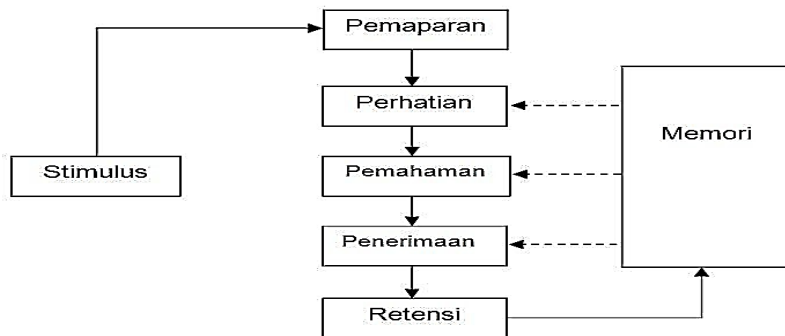 Pemaparan
Perhatian
Memori
Stimulus
Pemahaman
Penerimaan
Retensi